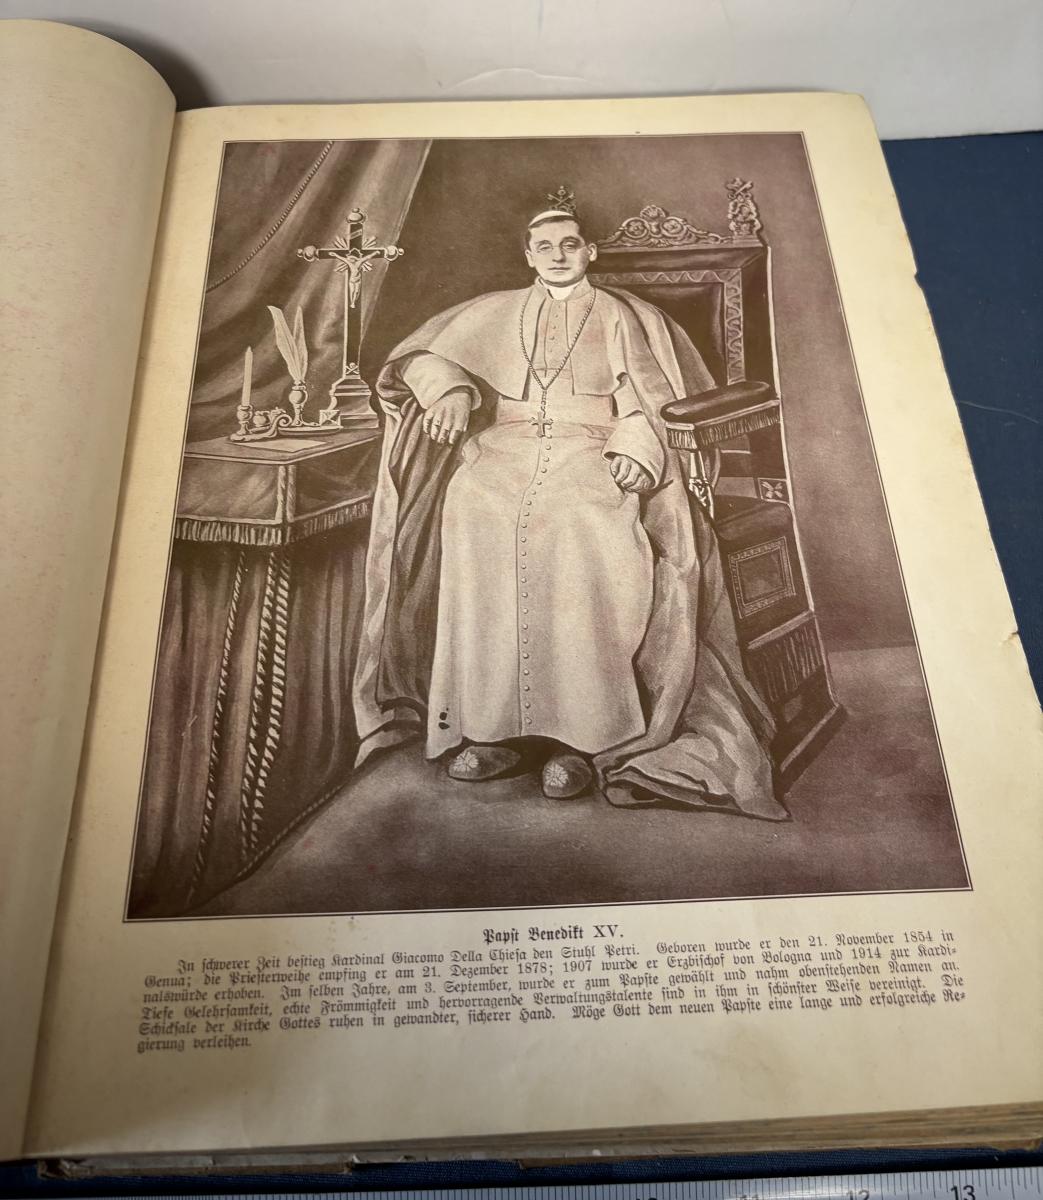 Papst Benedikt XV.
In schwerer Zeit bestieg Kardinal Giacomo Della Chiesa den Stuhl Petri. Geboren wurde er den 21. November 1854 in
Genua; die Priesterweihe empfing er am 21. Dezember 1878; 1907 wurde er Erzbischof von Bologna und 1914 zur Kardi-
nalswürde erhoben. Im selben Jahre, am 3. September, wurde er zum Papste gewählt und nahm obenstehenden Namen an.
Tiefe Gelehrsamkeit, echte Frömmigkeit und hervorragende Verwaltungstalente sind in ihm in schönster Weise vereinigt. Die
Schicksale der Kirche Gottes ruhen in gewandter, sicherer Hand. Möge Gott dem neuen Papste eine lange und erfolgreiche Re-
gierung verleihen.
11 12 13